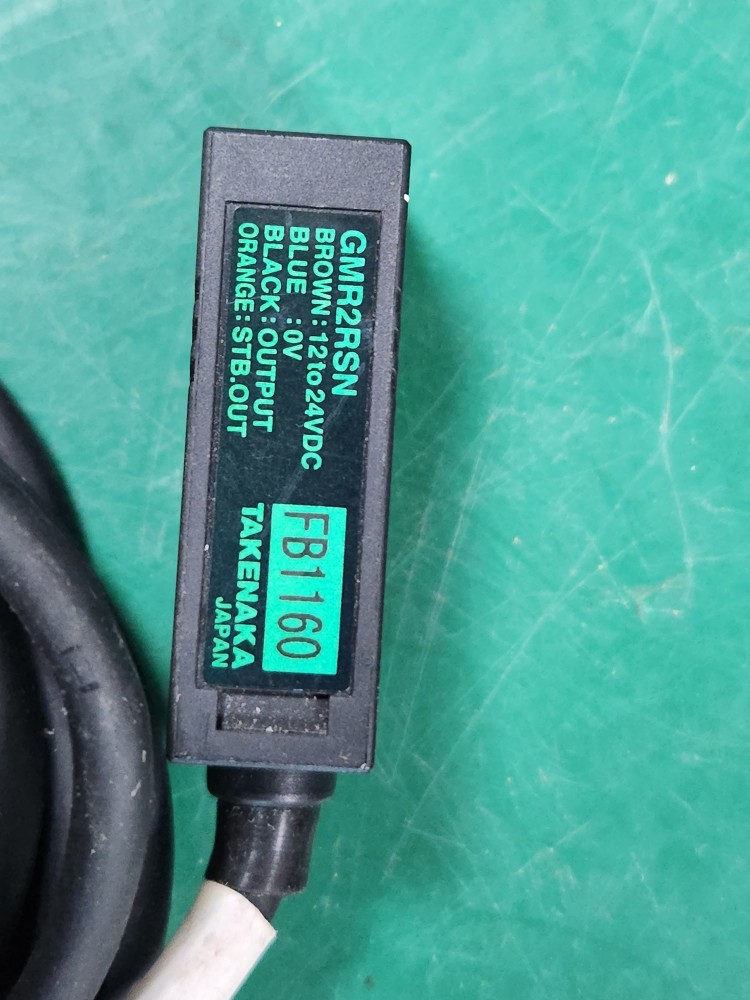 GMR2RSN
BROWN: 12to24VDC
BLUE :0V
BLACK: OUTPUT
ORANGE: STB.OUT
FB1160
TAKENAKA
JAPAN